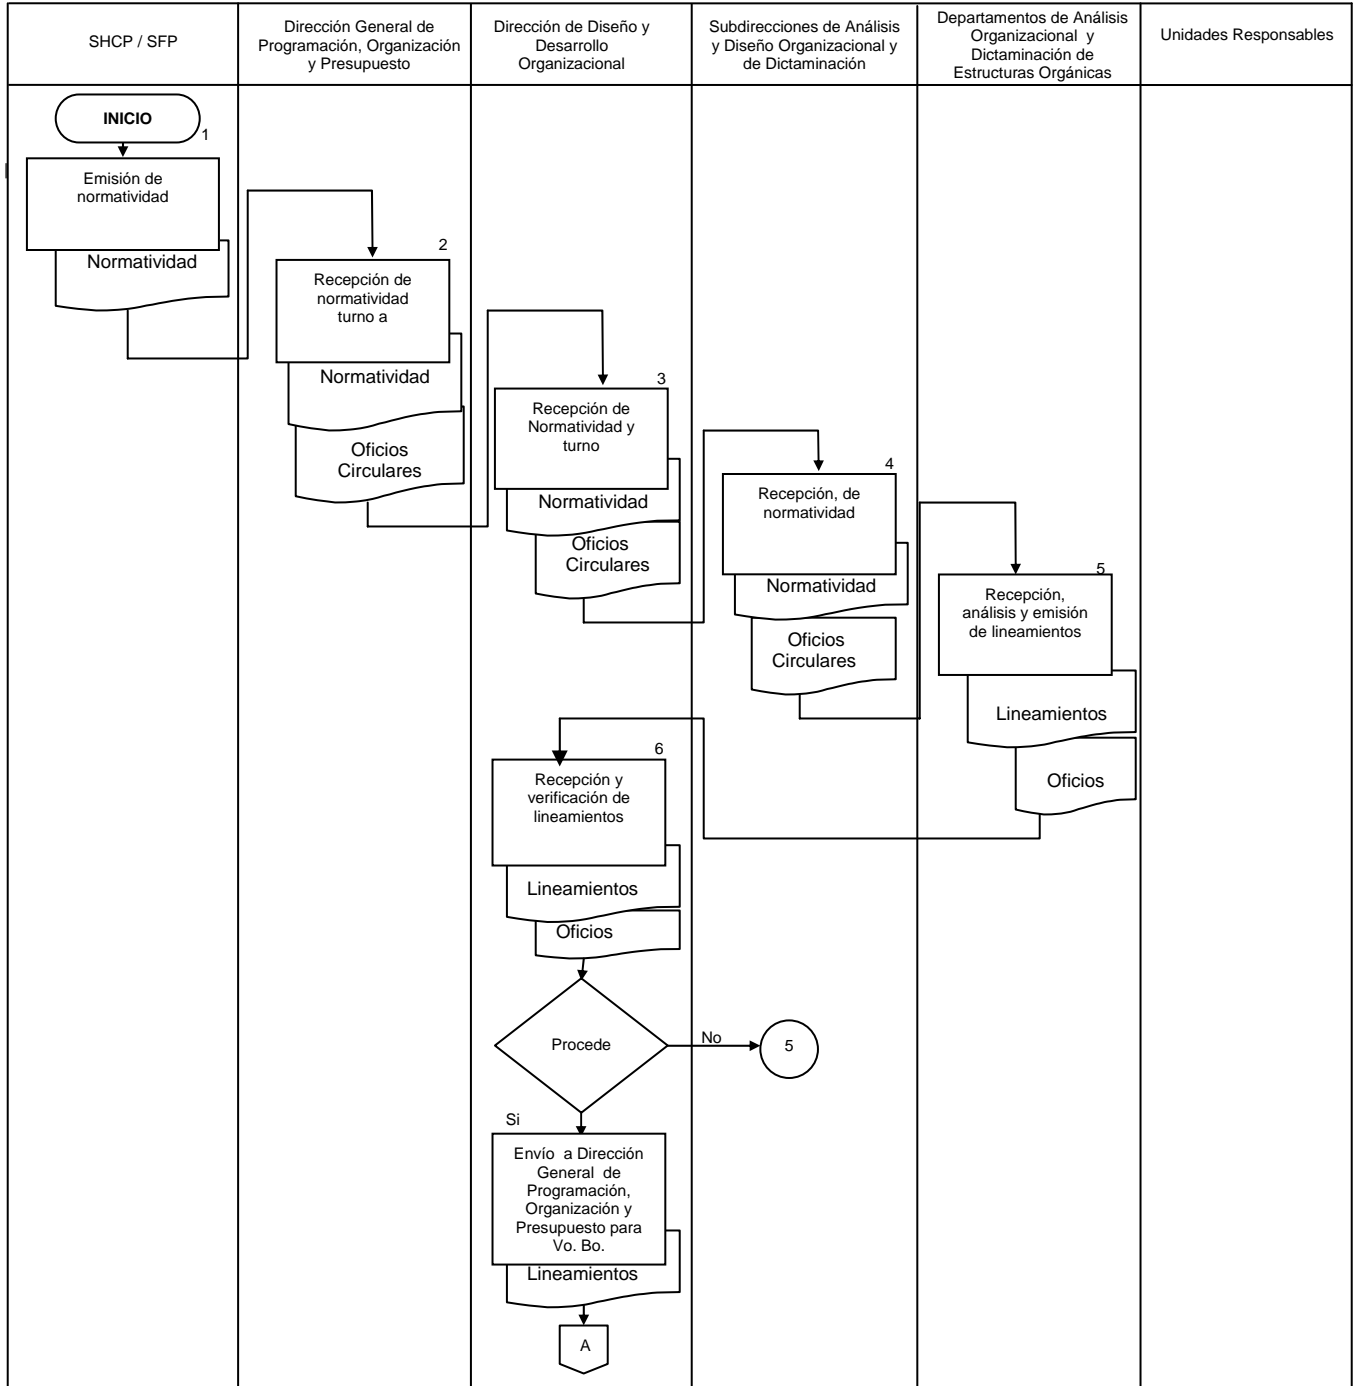 SHCP / SFP
Dirección General de
Programación, Organización
y Presupuesto
Dirección de Diseño y
Desarrollo
Organizacional
Subdirecciones de Análisis
y Diseño Organizacional y
de Dictaminación
Departamentos de Análisis
Organizacional y
Dictaminación de
Estructuras Orgánicas
Unidades Responsables
INICIO
1
Emisión de
normatividad
Normatividad
2
Recepción de
normatividad
turno a
Normatividad
Oficios
Circulares
3
Recepción de
Normatividad y
turno
Normatividad
Oficios
Circulares
4
Recepción, de
normatividad
Normatividad
Oficios
Circulares
5
Recepción,
análisis y emisión
de lineamientos
Lineamientos
Oficios
6
Recepción y
verificación de
lineamientos
Lineamientos
Oficios
Procede
No
5
Si
Envío a Dirección
General de
Programación,
Organización y
Presupuesto para
Vo. Bo.
Lineamientos
A